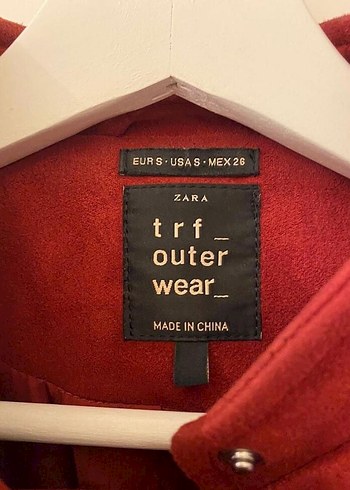 EUR S · USA S · MEX 26
ZARA
trf_
outer
wear_
MADE IN CHINA